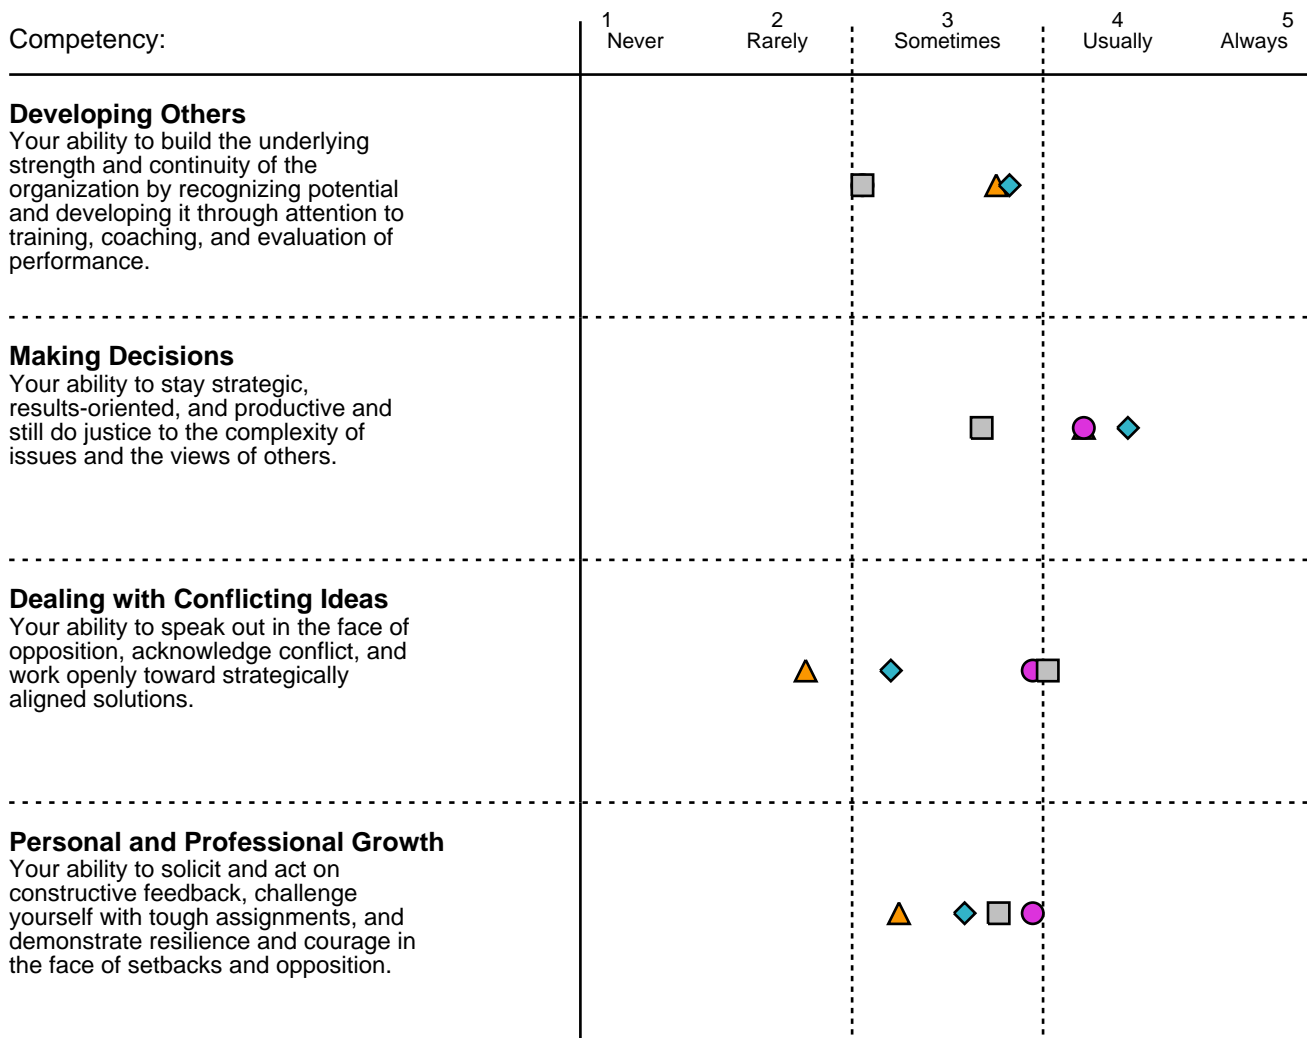 1 2 3 4 5
Competency: Never Rarely Sometimes Usually Always
Developing Others
Your ability to build the underlying
strength and continuity of the
organization by recognizing potential
and developing it through attention to
training, coaching, and evaluation of
performance.
Making Decisions
Your ability to stay strategic,
results-oriented, and productive and
still do justice to the complexity of
issues and the views of others.
Dealing with Conflicting Ideas
Your ability to speak out in the face of
opposition, acknowledge conflict, and
work openly toward strategically
aligned solutions.
Personal and Professional Growth
Your ability to solicit and act on
constructive feedback, challenge
yourself with tough assignments, and
demonstrate resilience and courage in
the face of setbacks and opposition.